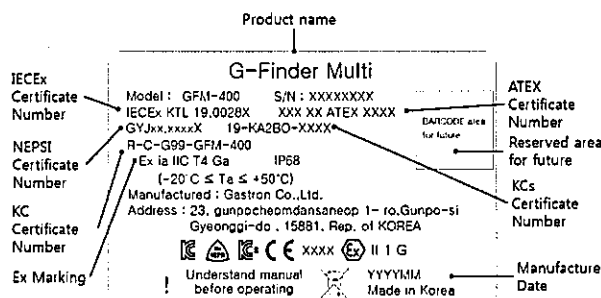 Product name
G-Finder Multi
IECEx
Certificate
Number
Model : GFM-400 S/N : XXXXXXXX
IECEx KTL 19.0028X XXX XX ATEX XXXX
GYJxx.xxxxX 19-KA2BO-XXXX
R-C-G99-GFM-400
Ex ia IIC T4 Ga IP68
(-20°C ≤ Ta ≤ +50°C)
Manufactured : Gastron Co.,Ltd.
Address : 23, gunpocheomdansaneop 1- ro,Gunpo-si
Gyeonggi-do , 15881, Rep. of KOREA
xxxx Ex II 1 G
! Understand manual
before operating
YYYYMM
Made in Korea
BARCODE area
for future
NEPSI
Certificate
Number
KC
Certificate
Number
Ex Marking
ATEX
Certificate
Number
Reserved area
for future
KCs
Certificate
Number
Manufacture
Date